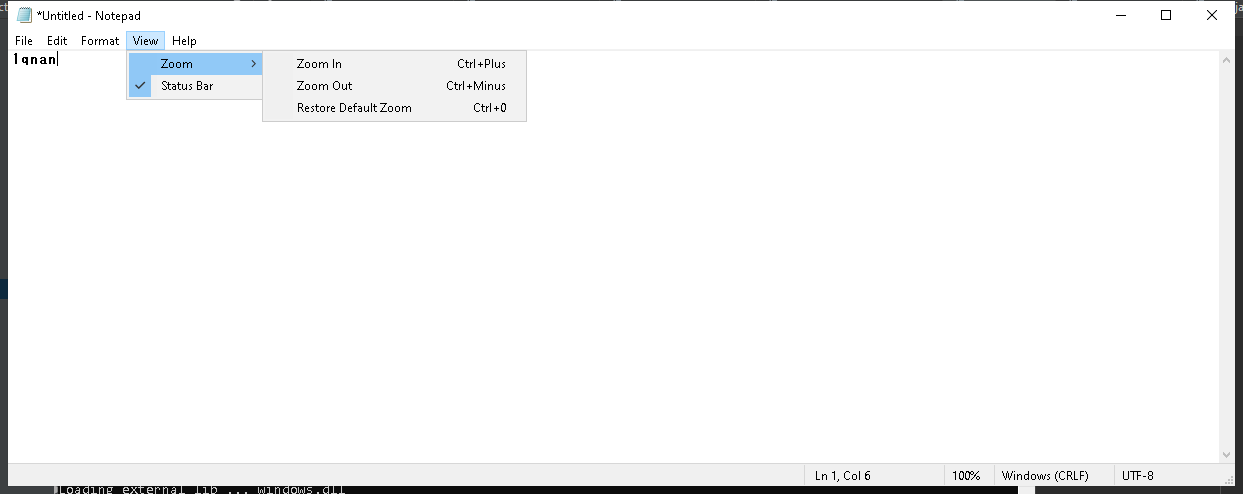 *Untitled - Notepad
File Edit Format View Help
1qnan
Zoom
Status Bar
Zoom In Ctrl+Plus
Zoom Out Ctrl+Minus
Restore Default Zoom Ctrl+0
Ln 1, Col 6 100% Windows (CRLF) UTF-8
Loading external lib ... windows.dll